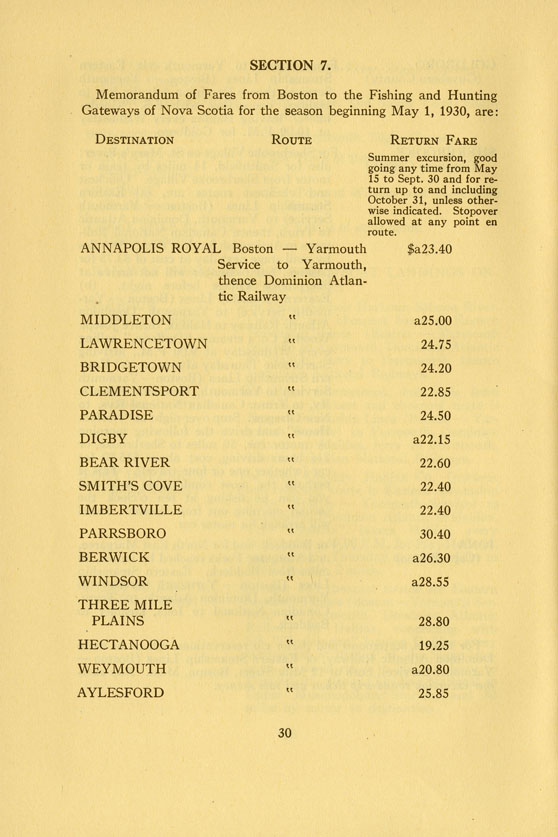 SECTION 7.
Memorandum of Fares from Boston to the Fishing and Hunting
Gateways of Nova Scotia for the season beginning May 1, 1930, are:
DESTINATION ROUTE RETURN FARE
Summer excursion, good
going any time from May
15 to Sept. 30 and for re-
turn up to and including
October 31, unless other-
wise indicated. Stopover
allowed at any point en
route.
ANNAPOLIS ROYAL Boston — Yarmouth $a23.40
Service to Yarmouth,
thence Dominion Atlan-
tic Railway
MIDDLETON “ a25.00
LAWRENCETOWN “ 24.75
BRIDGETOWN “ 24.20
CLEMENTSPORT “ 22.85
PARADISE “ 24.50
DIGBY “ a22.15
BEAR RIVER “ 22.60
SMITH'S COVE “ 22.40
IMBERTVILLE “ 22.40
PARRSBORO “ 30.40
BERWICK “ a26.30
WINDSOR “ a28.55
THREE MILE
PLAINS “ 28.80
HECTANOOGA “ 19.25
WEYMOUTH “ a20.80
AYLESFORD “ 25.85
30